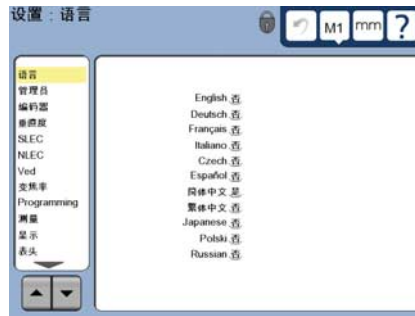 设置：语言
M1
mm
?
语言
管理员
编码器
垂直度
SLEC
NLEC
Ved
变焦率
Programming
测量
显示
表头
English 否
Deutsch 否
Français 否
Italiano 否
Czech 否
Español 否
简体中文 是
繁体中文 否
Japanese 否
Polski 否
Russian 否